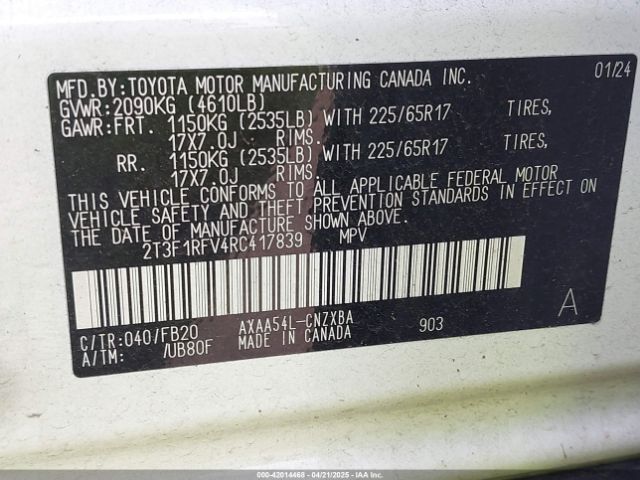 MFD.BY:TOYOTA MOTOR MANUFACTURING CANADA INC. 01/24
GVWR:2090KG (4610LB)
GAWR:FRT. 1150KG (2535LB) WITH 225/65R17 TIRES,
17X7.0J RIMS.
RR. 1150KG (2535LB) WITH 225/65R17 TIRES,
17X7.0J RIMS.
THIS VEHICLE CONFORMS TO ALL APPLICABLE FEDERAL MOTOR
VEHICLE SAFETY AND THEFT PREVENTION STANDARDS IN EFFECT ON
THE DATE OF MANUFACTURE SHOWN ABOVE.
2T3F1RFV4RC417839 MPV
A
C/TR:040/FB20 AXAA54L-CNZXBA
A/TM: /UB80F MADE IN CANADA 903
000-42014468 04/21/2025 IAAI.COM